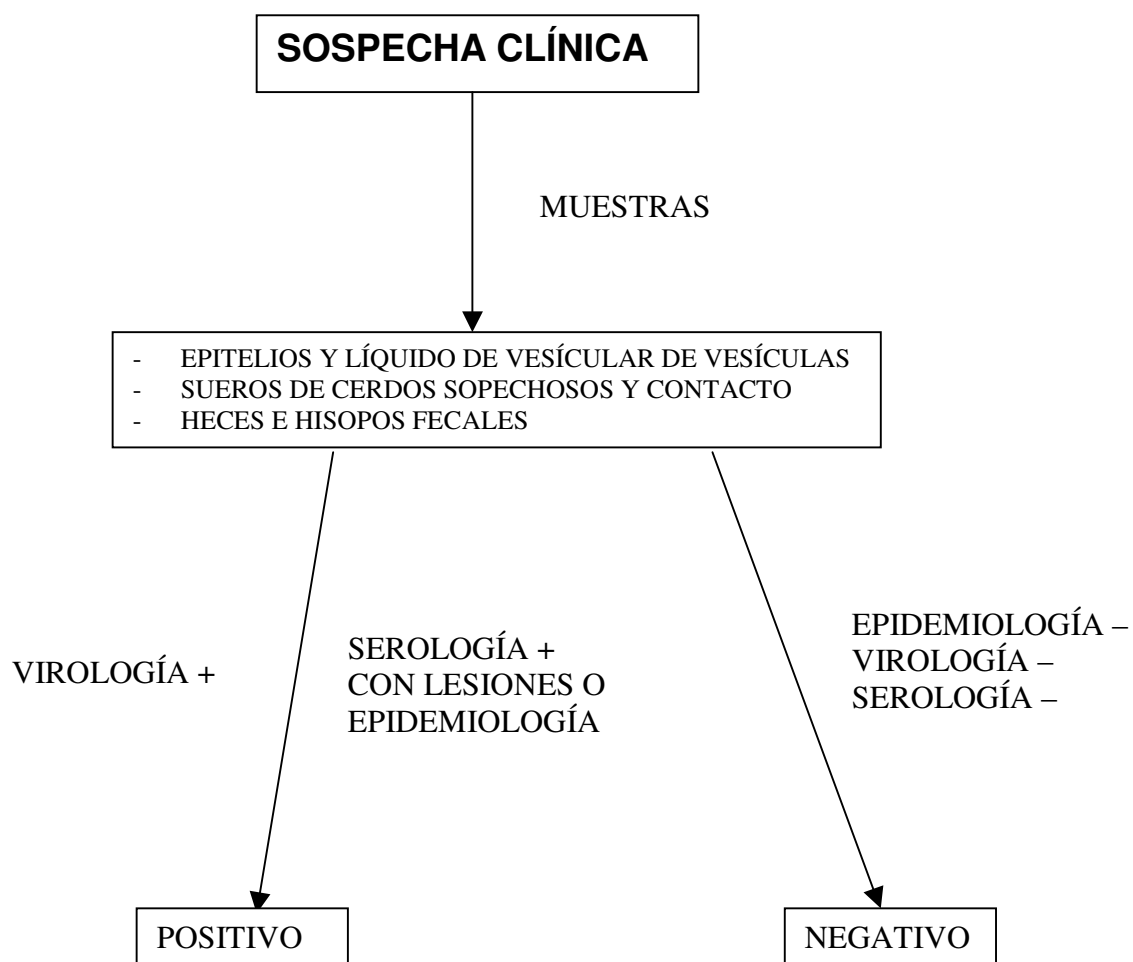 SOSPECHA CLÍNICA
MUESTRAS
- EPITELIOS Y LÍQUIDO DE VESÍCULAR DE VESÍCULAS
- SUEROS DE CERDOS SOPECHOSOS Y CONTACTO
- HECES E HISOPOS FECALES
VIROLOGÍA +
SEROLOGÍA +
CON LESIONES O
EPIDEMIOLOGÍA
EPIDEMIOLOGÍA –
VIROLOGÍA –
SEROLOGÍA –
POSITIVO
NEGATIVO